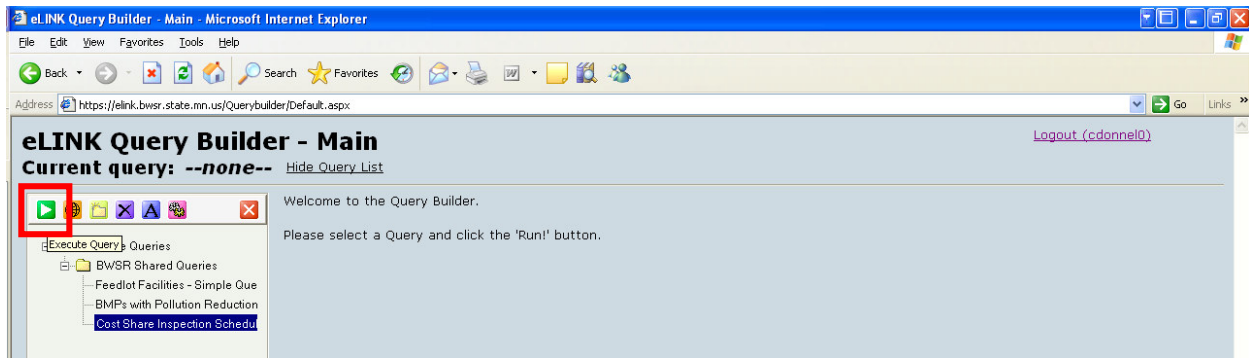 eLINK Query Builder - Main - Microsoft Internet Explorer
File Edit View Favorites Tools Help
Back Search Favorites
Address https://elink.bwsr.state.mn.us/Querybuilder/Default.aspx Go Links »
eLINK Query Builder - Main Logout (cdonnel0)
Current query: --none-- Hide Query List
Welcome to the Query Builder.
Please select a Query and click the 'Run!' button.
Execute Query Queries
BWSR Shared Queries
Feedlot Facilities - Simple Que
BMPs with Pollution Reduction
Cost Share Inspection Schedul